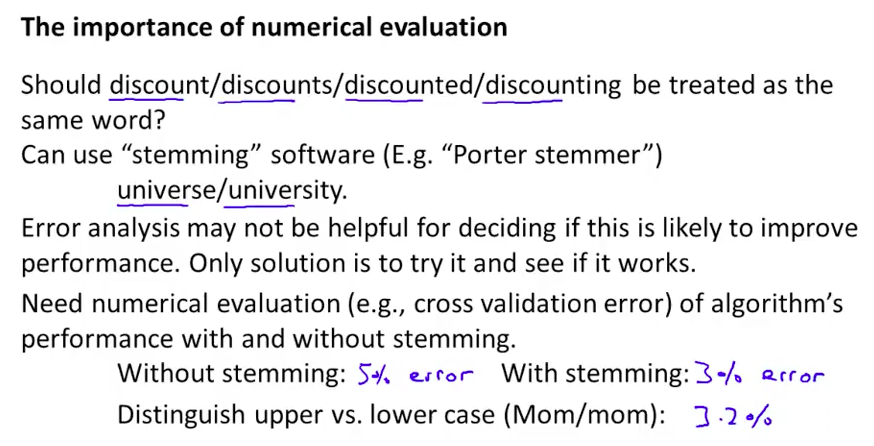 The importance of numerical evaluation
Should discount/discounts/discounted/discounting be treated as the
same word?
Can use “stemming” software (E.g. “Porter stemmer”)
universe/university.
Error analysis may not be helpful for deciding if this is likely to improve
performance. Only solution is to try it and see if it works.
Need numerical evaluation (e.g., cross validation error) of algorithm’s
performance with and without stemming.
Without stemming: 5% error With stemming: 3% error
Distinguish upper vs. lower case (Mom/mom): 3.2%